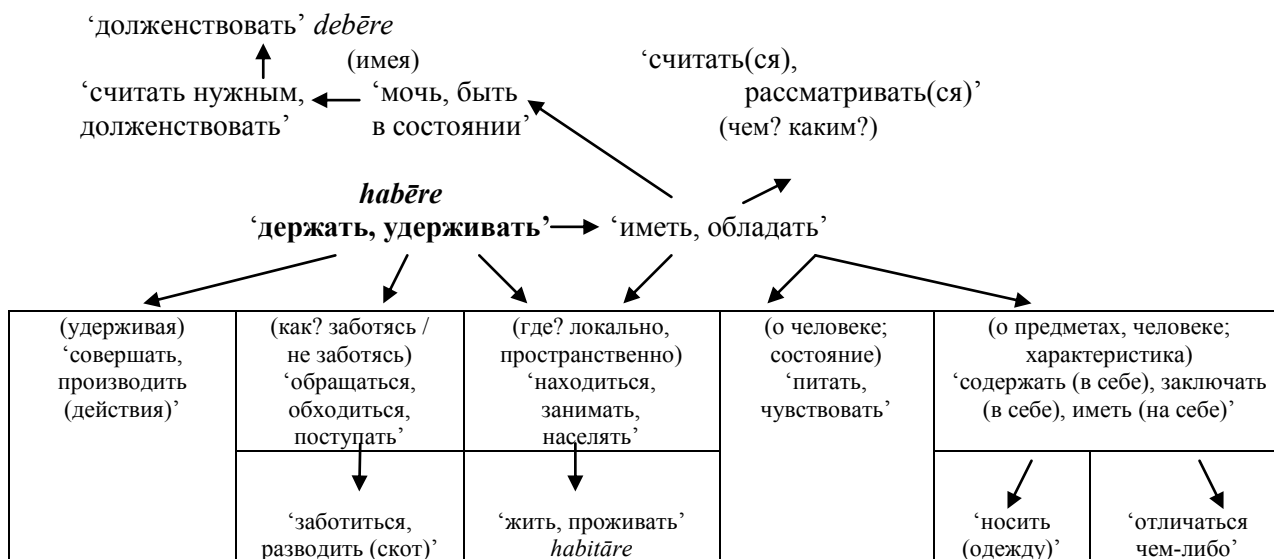 ‘долженствовать’ debēre
(имея)
‘считать нужным,
долженствовать’
‘мочь, быть
в состоянии’
‘считать(ся),
рассматривать(ся)’
(чем? каким?)
habēre
‘держать, удерживать’
‘иметь, обладать’
(удерживая)
‘совершать,
производить
(действия)’
(как? заботясь /
не заботясь)
‘обращаться,
обходиться,
поступать’
(где? локально,
пространственно)
‘находиться,
занимать,
населять’
(о человеке;
состояние)
‘питать,
чувствовать’
(о предметах, человеке;
характеристика)
‘содержать (в себе), заключать
(в себе), иметь (на себе)’
‘заботиться,
разводить (скот)’
‘жить, проживать’
habitāre
‘носить
(одежду)’
‘отличаться
чем-либо’